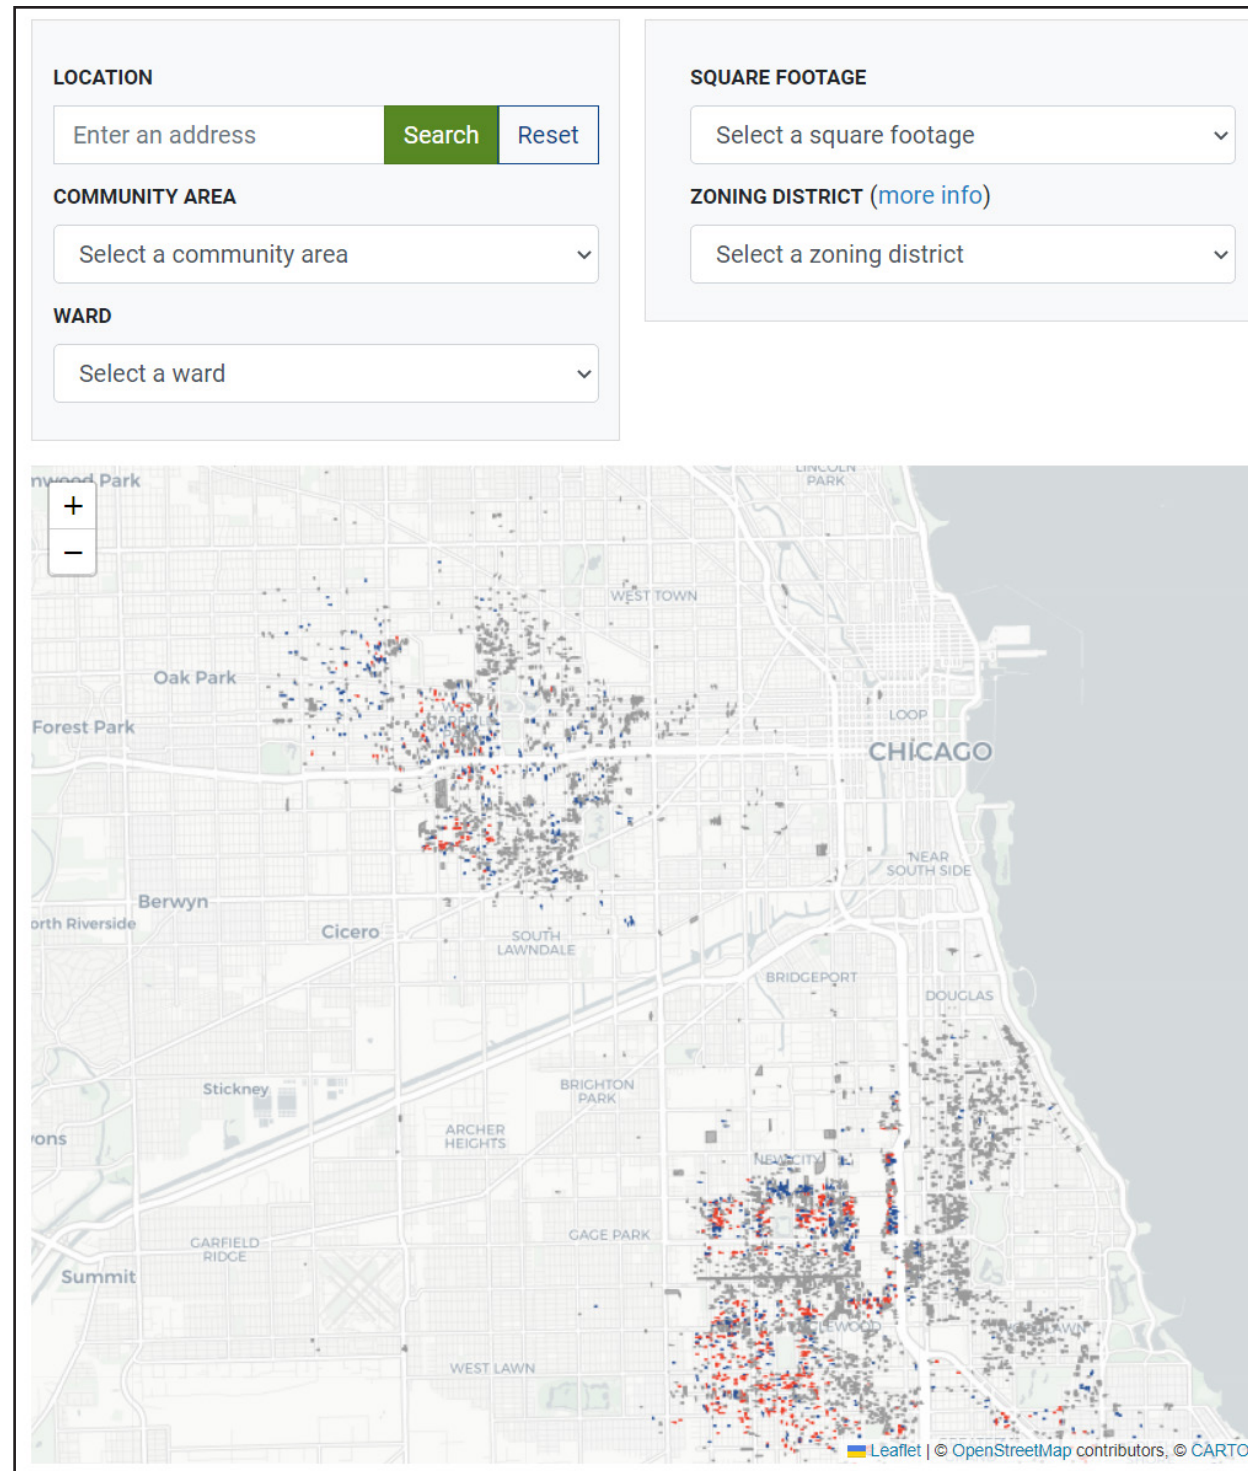 LOCATION
Enter an address
Search
Reset
COMMUNITY AREA
Select a community area
WARD
Select a ward
SQUARE FOOTAGE
Select a square footage
ZONING DISTRICT (more info)
Select a zoning district
Park
+
−
LINCOLN
PARK
WEST TOWN
Oak Park
Forest Park
LOOP
CHICAGO
NEAR
SOUTH SIDE
Berwyn
orth Riverside
Cicero
SOUTH
LAWNDALE
BRIDGEPORT
DOUGLAS
Stickney
BRIGHTON
PARK
ARCHER
HEIGHTS
ons
NEW CITY
GAGE PARK
GARFIELD
RIDGE
Summit
WEST LAWN
Leaflet | © OpenStreetMap contributors, © CARTO